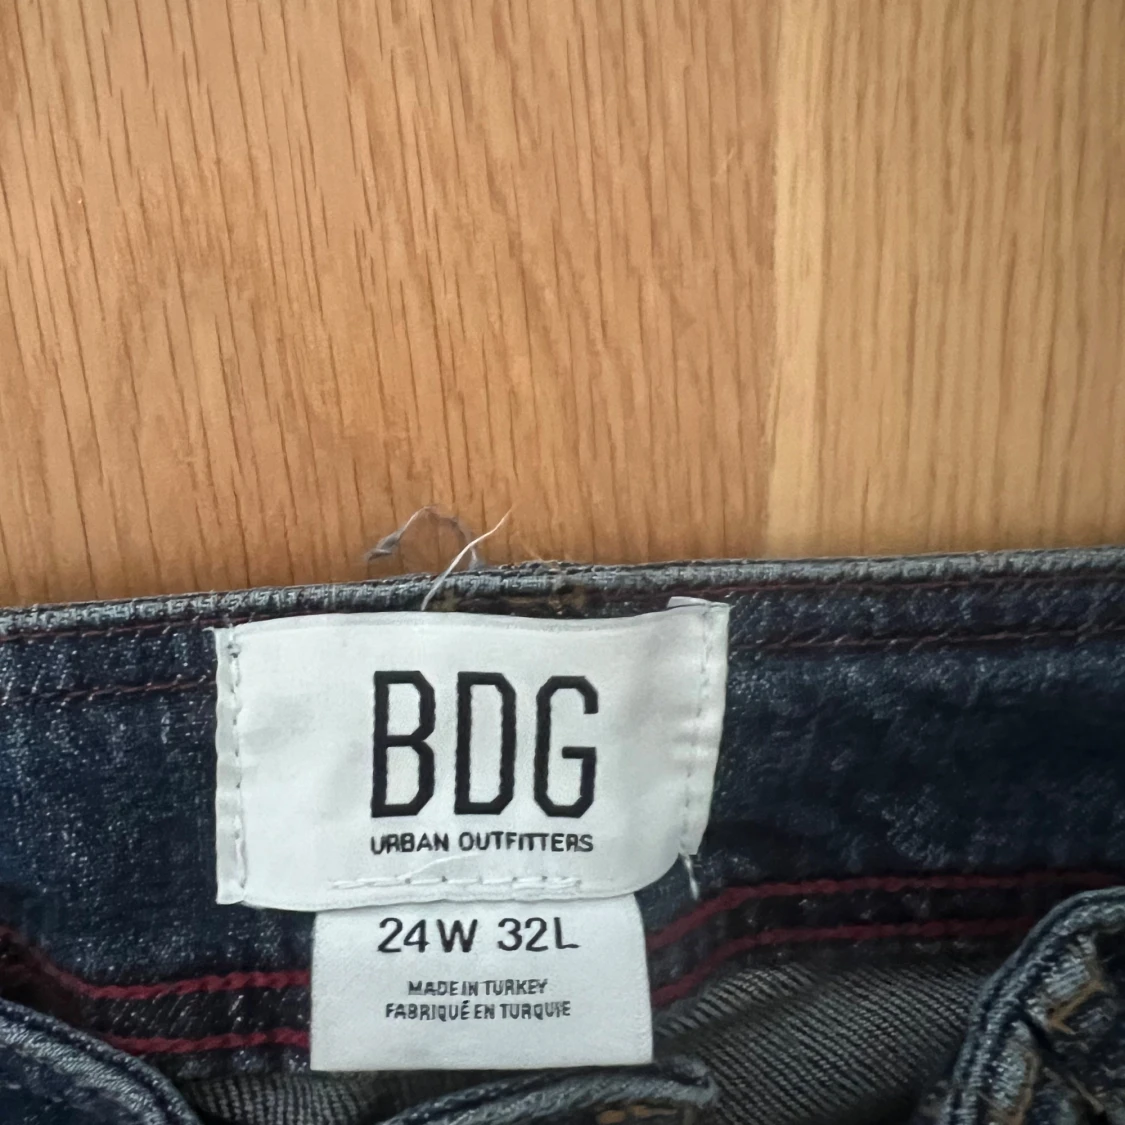 BDG
URBAN OUTFITTERS
24W 32L
MADE IN TURKEY
FABRIQUÉ EN TURQUIE